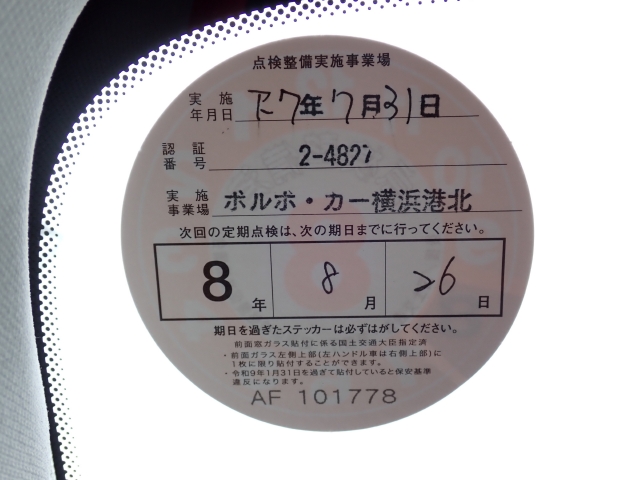 点検整備実施事業場
実施年月日 R7年7月31日
認証番号 2-4827
実施事業場 ボルボ・カー横浜港北
次回の定期点検は、次の期日までに行ってください。
8年 8月 26日
期日を過ぎたステッカーは必ずはがしてください。
前面窓ガラス貼付に係る国土交通大臣指定済
・前面ガラス左側上部(左ハンドル車は右側上部)に
1枚に限り貼付することができます。
・令和9年1月31日を過ぎて貼付していると保安基準
違反になります。
AF 101778